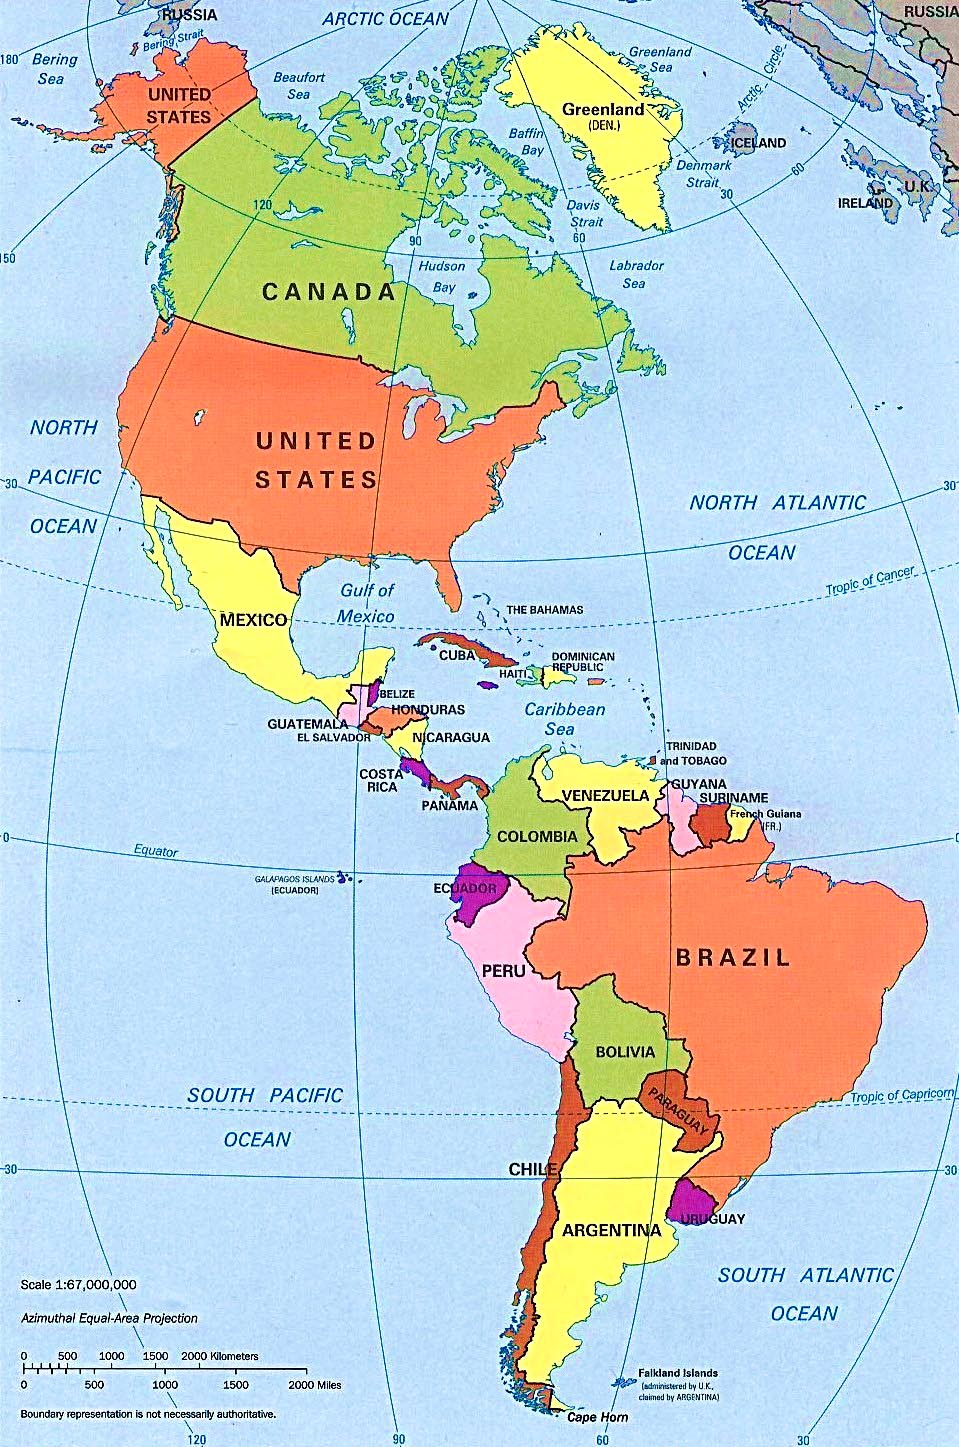 RUSSIA
ARCTIC OCEAN
RUSSIA
Bering Strait
180
Bering
Sea
Greenland
Sea
Arctic Circle
UNITED
STATES
Beaufort
Sea
Greenland
(DEN.)
Baffin
Bay
ICELAND
Denmark
Strait
60
30
U.K.
IRELAND
120
Davis
Strait
90
60
150
Hudson
Bay
Labrador
Sea
CANADA
NORTH
PACIFIC
OCEAN
UNITED
STATES
30
30
NORTH ATLANTIC
OCEAN
Tropic of Cancer
Gulf of
Mexico
MEXICO
THE BAHAMAS
CUBA
HAITI
DOMINICAN
REPUBLIC
BELIZE
HONDURAS
GUATEMALA
EL SALVADOR
NICARAGUA
Caribbean
Sea
COSTA
RICA
PANAMA
TRINIDAD
and TOBAGO
VENEZUELA
GUYANA
SURINAME
French Guiana
(FR.)
COLOMBIA
0
0
Equator
GALAPAGOS ISLANDS
(ECUADOR)
ECUADOR
BRAZIL
PERU
BOLIVIA
SOUTH PACIFIC
OCEAN
PARAGUAY
Tropic of Capricorn
30
30
CHILE
ARGENTINA
URUGUAY
SOUTH ATLANTIC
OCEAN
Scale 1:67,000,000
Azimuthal Equal-Area Projection
0 500 1000 1500 2000 Kilometers
0 500 1000 1500 2000 Miles
Boundary representation is not necessarily authoritative.
Falkland Islands
(administered by U.K.,
claimed by ARGENTINA)
Cape Horn
120
90
60
30